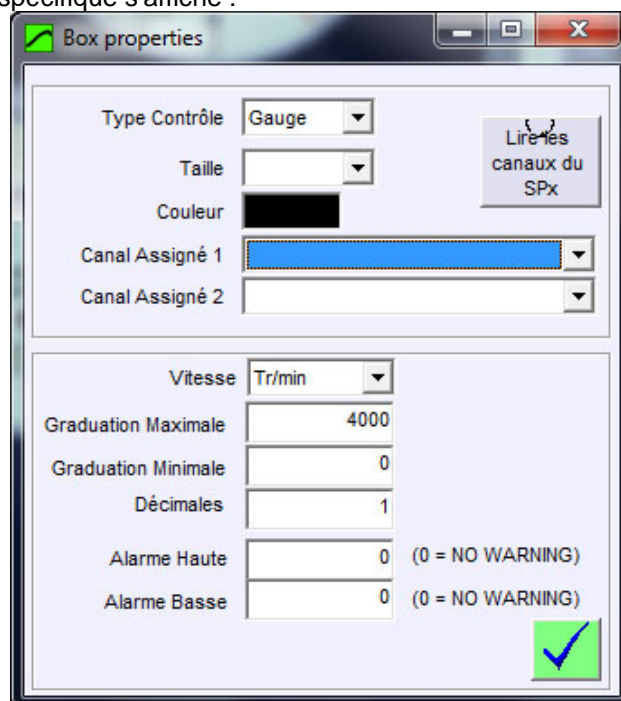 spécifique s'affiche :
Box properties
Type Contrôle Gauge
Lire les
canaux du
SPx
Taille
Couleur
Canal Assigné 1
Canal Assigné 2
Vitesse Tr/min
Graduation Maximale 4000
Graduation Minimale 0
Décimales 1
Alarme Haute 0 (0 = NO WARNING)
Alarme Basse 0 (0 = NO WARNING)